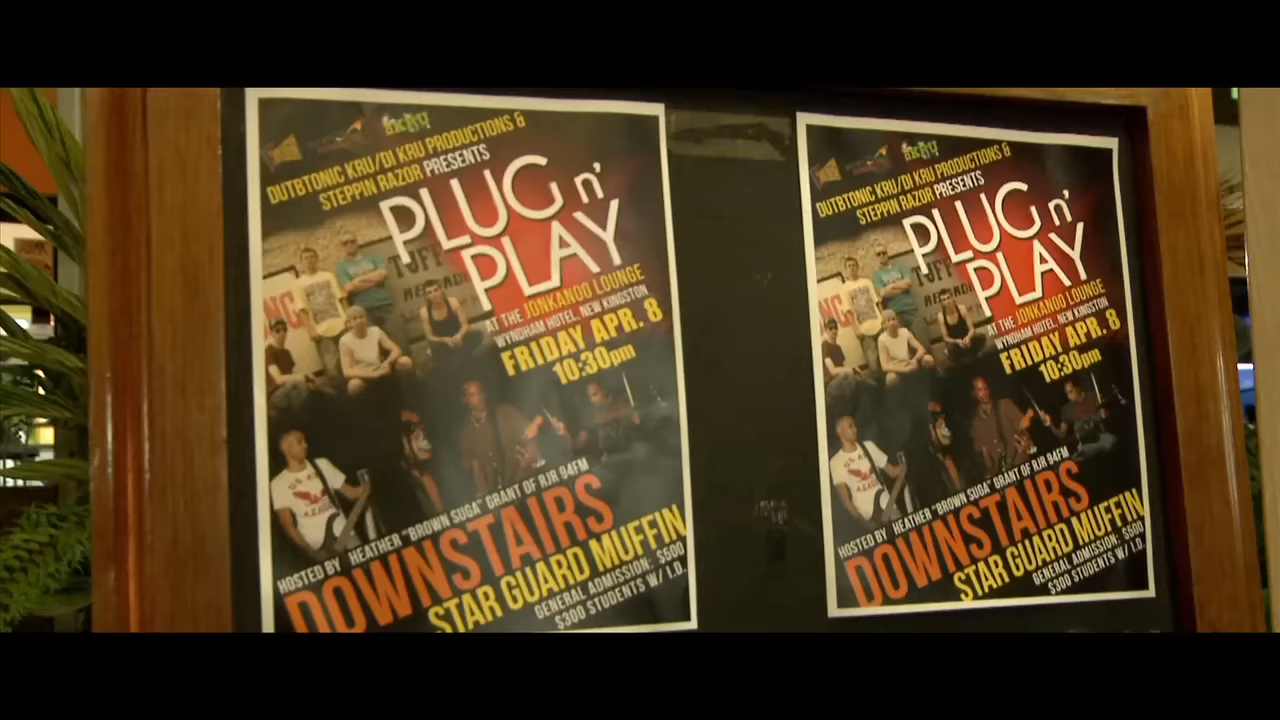 DUTBTONIC KRU/DI KRU PRODUCTIONS &
STEPPIN RAZOR PRESENTS
PLUG n'
PLAY
TUFF
AT THE JONKANOO LOUNGE
WYNDHAM HOTEL, NEW KINGSTON
FRIDAY APR. 8
10:30pm
HOSTED BY HEATHER "BROWN SUGA" GRANT OF RJR 94FM
DOWNSTAIRS
STAR GUARD MUFFIN
GENERAL ADMISSION: $500
$300 STUDENTS W/ I.D.
DUTBTONIC KRU/DI KRU PRODUCTIONS &
STEPPIN RAZOR PRESENTS
PLUG n'
PLAY
TUFF
AT THE JONKANOO LOUNGE
WYNDHAM HOTEL, NEW KINGSTON
FRIDAY APR. 8
10:30pm
HOSTED BY HEATHER "BROWN SUGA" GRANT OF RJR 94FM
DOWNSTAIRS
STAR GUARD MUFFIN
GENERAL ADMISSION: $500
$300 STUDENTS W/ I.D.